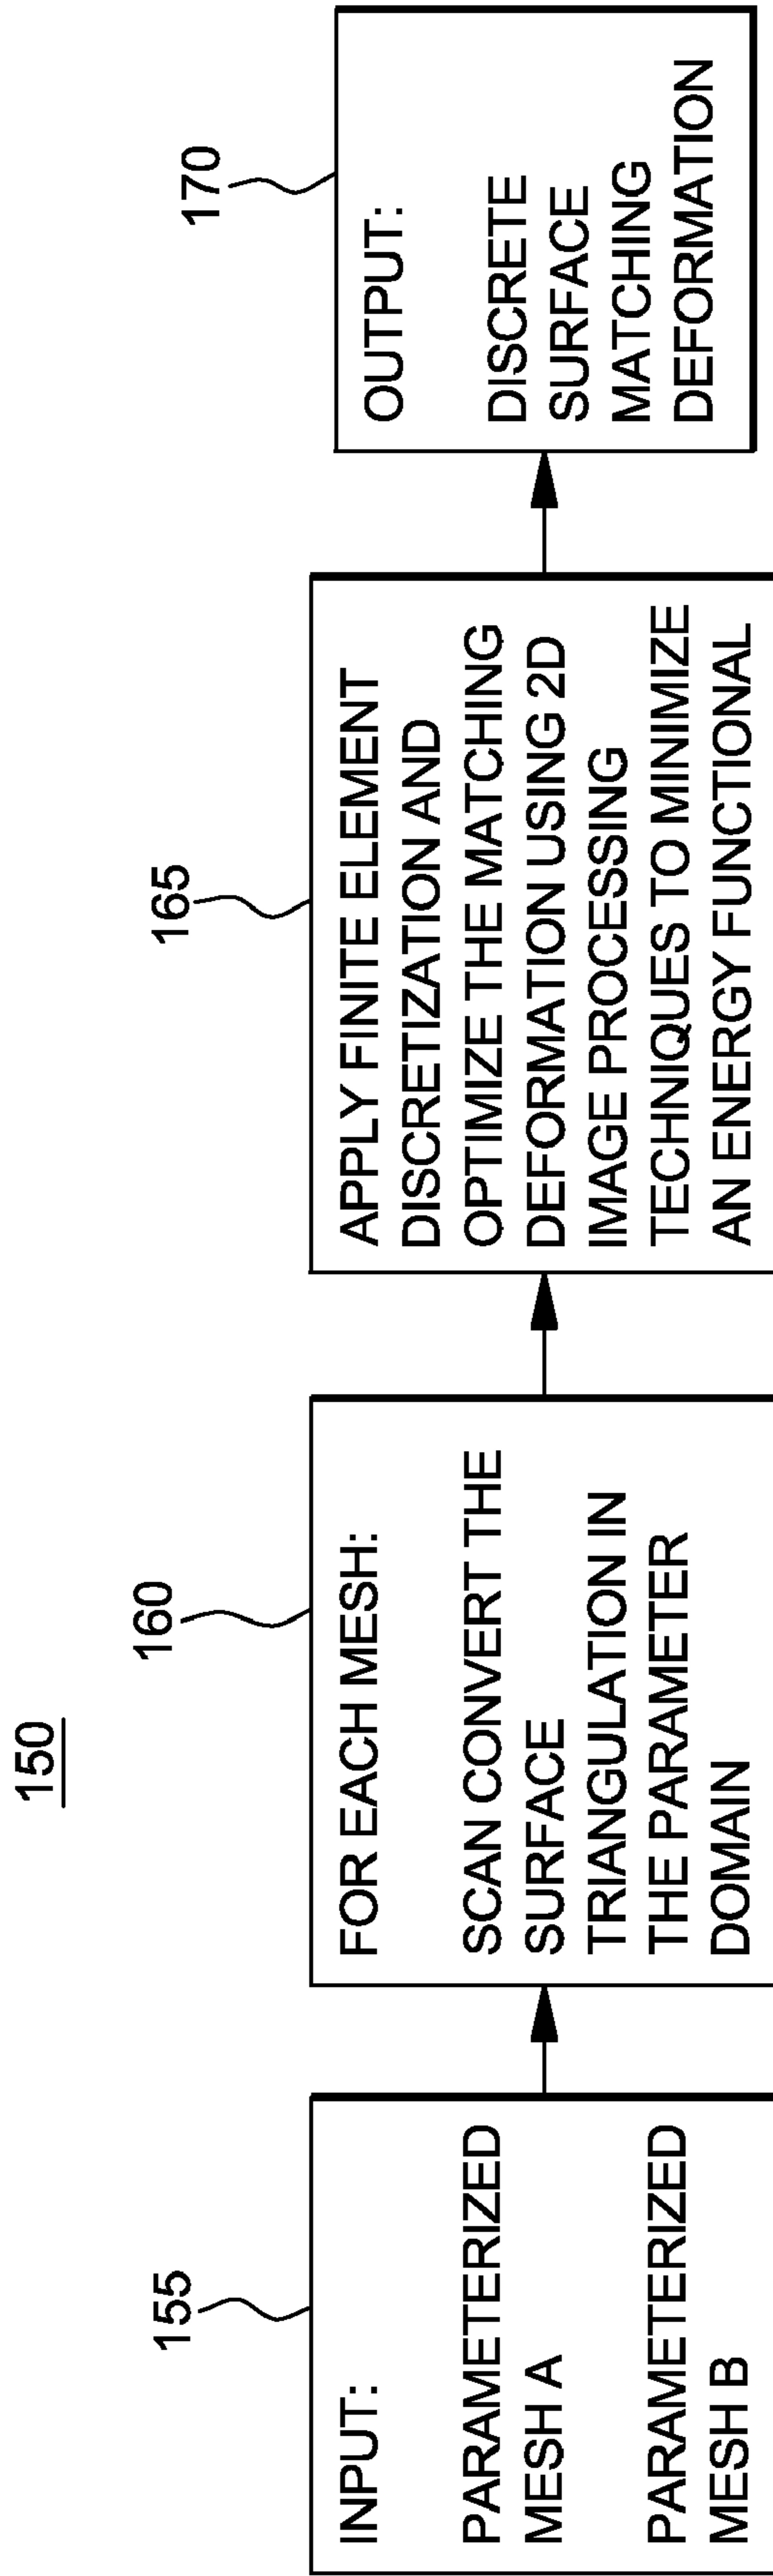 150
155
INPUT:
PARAMETERIZED
MESH A
PARAMETERIZED
MESH B
160
FOR EACH MESH:
SCAN CONVERT THE
SURFACE
TRIANGULATION IN
THE PARAMETER
DOMAIN
165
APPLY FINITE ELEMENT
DISCRETIZATION AND
OPTIMIZE THE MATCHING
DEFORMATION USING 2D
IMAGE PROCESSING
TECHNIQUES TO MINIMIZE
AN ENERGY FUNCTIONAL
170
OUTPUT:
DISCRETE
SURFACE
MATCHING
DEFORMATION